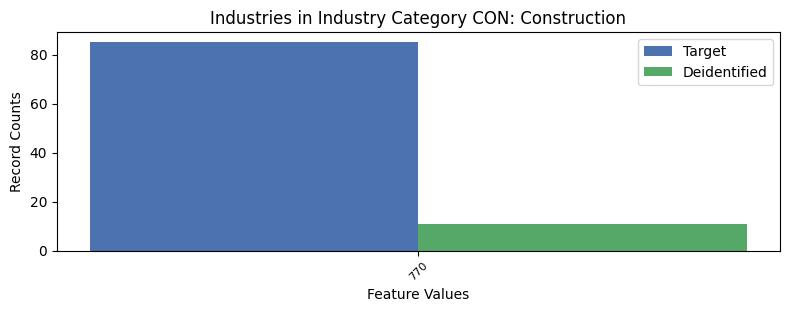 Industries in Industry Category CON: Construction
Target
Deidentified
Record Counts
80
60
40
20
0
770
Feature Values